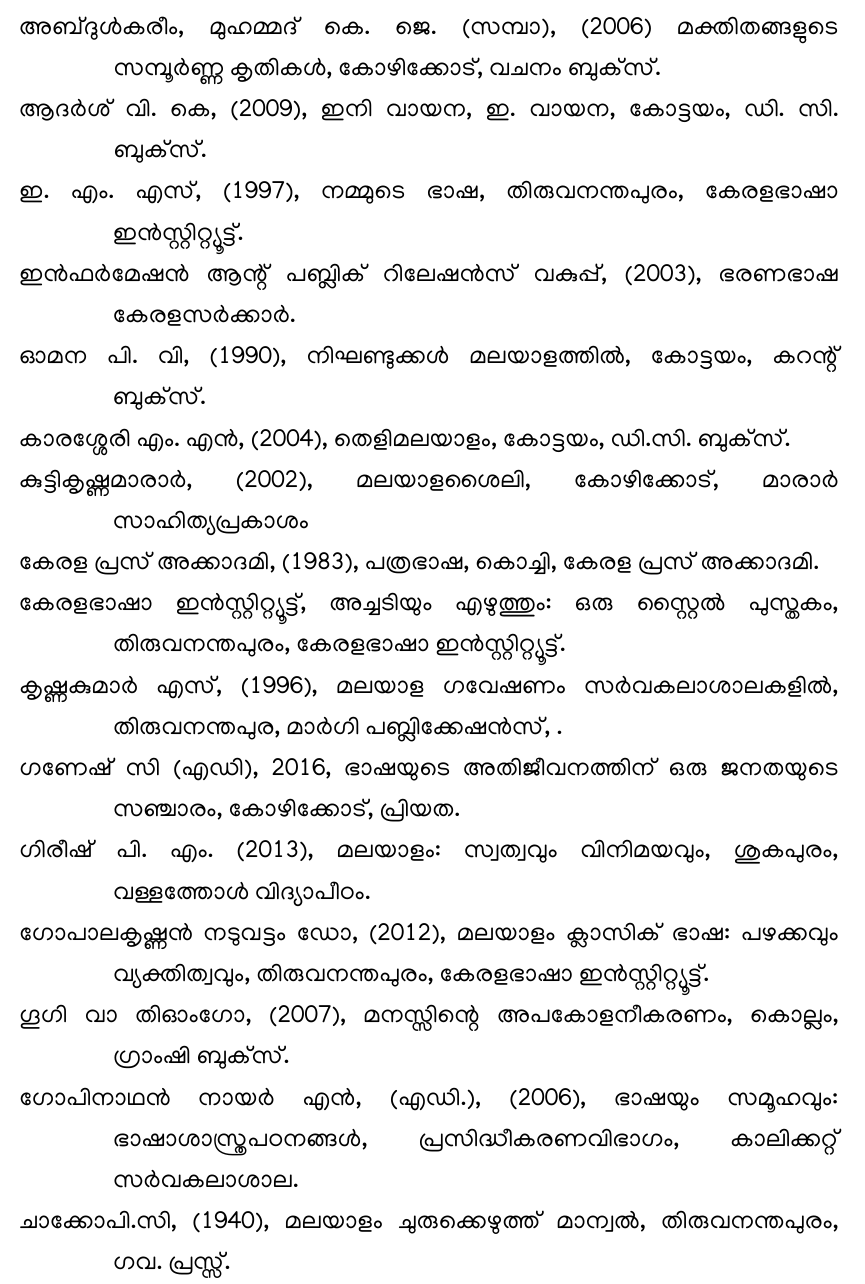 അബ്ദുൾകരീം, മുഹമ്മദ് കെ. ജെ. (സമ്പാ), (2006) മക്തിതങ്ങളുടെ
സമ്പൂർണ്ണ കൃതികൾ, കോഴിക്കോട്, വചനം ബുക്സ്.
ആദർശ് വി. കെ, (2009), ഇനി വായന, ഇ. വായന, കോട്ടയം, ഡി. സി.
ബുക്സ്.
ഇ. എം. എസ്, (1997), നമ്മുടെ ഭാഷ, തിരുവനന്തപുരം, കേരളഭാഷാ
ഇൻസ്റ്റിറ്റ്യൂട്ട്.
ഇൻഫർമേഷൻ ആന്റ് പബ്ലിക് റിലേഷൻസ് വകുപ്പ്, (2003), ഭരണഭാഷ
കേരളസർക്കാർ.
ഓമന പി. വി, (1990), നിഘണ്ടുക്കൾ മലയാളത്തിൽ, കോട്ടയം, കറന്റ്
ബുക്സ്.
കാരശ്ശേരി എം. എൻ, (2004), തെളിമലയാളം, കോട്ടയം, ഡി.സി. ബുക്സ്.
കുട്ടികൃഷ്ണമാരാർ, (2002), മലയാളശൈലി, കോഴിക്കോട്, മാരാർ
സാഹിത്യപ്രകാശം
കേരള പ്രസ് അക്കാദമി, (1983), പത്രഭാഷ, കൊച്ചി, കേരള പ്രസ് അക്കാദമി.
കേരളഭാഷാ ഇൻസ്റ്റിറ്റ്യൂട്ട്, അച്ചടിയും എഴുത്തും: ഒരു സ്റ്റൈൽ പുസ്തകം,
തിരുവനന്തപുരം, കേരളഭാഷാ ഇൻസ്റ്റിറ്റ്യൂട്ട്.
കൃഷ്ണകുമാർ എസ്, (1996), മലയാള ഗവേഷണം സർവകലാശാലകളിൽ,
തിരുവനന്തപുര, മാർഗി പബ്ലിക്കേഷൻസ്, .
ഗണേഷ് സി (എഡി), 2016, ഭാഷയുടെ അതിജീവനത്തിന് ഒരു ജനതയുടെ
സഞ്ചാരം, കോഴിക്കോട്, പ്രിയത.
ഗിരീഷ് പി. എം. (2013), മലയാളം: സ്വത്വവും വിനിമയവും, ശുകപുരം,
വള്ളത്തോൾ വിദ്യാപീഠം.
ഗോപാലകൃഷ്ണൻ നടുവട്ടം ഡോ, (2012), മലയാളം ക്ലാസിക് ഭാഷ: പഴക്കവും
വ്യക്തിത്വവും, തിരുവനന്തപുരം, കേരളഭാഷാ ഇൻസ്റ്റിറ്റ്യൂട്ട്.
ഗൂഗി വാ തിഓംഗോ, (2007), മനസ്സിന്റെ അപകോളനീകരണം, കൊല്ലം,
ഗ്രാംഷി ബുക്സ്.
ഗോപിനാഥൻ നായർ എൻ, (എഡി.), (2006), ഭാഷയും സമൂഹവും:
ഭാഷാശാസ്ത്രപഠനങ്ങൾ, പ്രസിദ്ധീകരണവിഭാഗം, കാലിക്കറ്റ്
സർവകലാശാല.
ചാക്കോപി.സി, (1940), മലയാളം ചുരുക്കെഴുത്ത് മാന്വൽ, തിരുവനന്തപുരം,
ഗവ. പ്രസ്സ്.